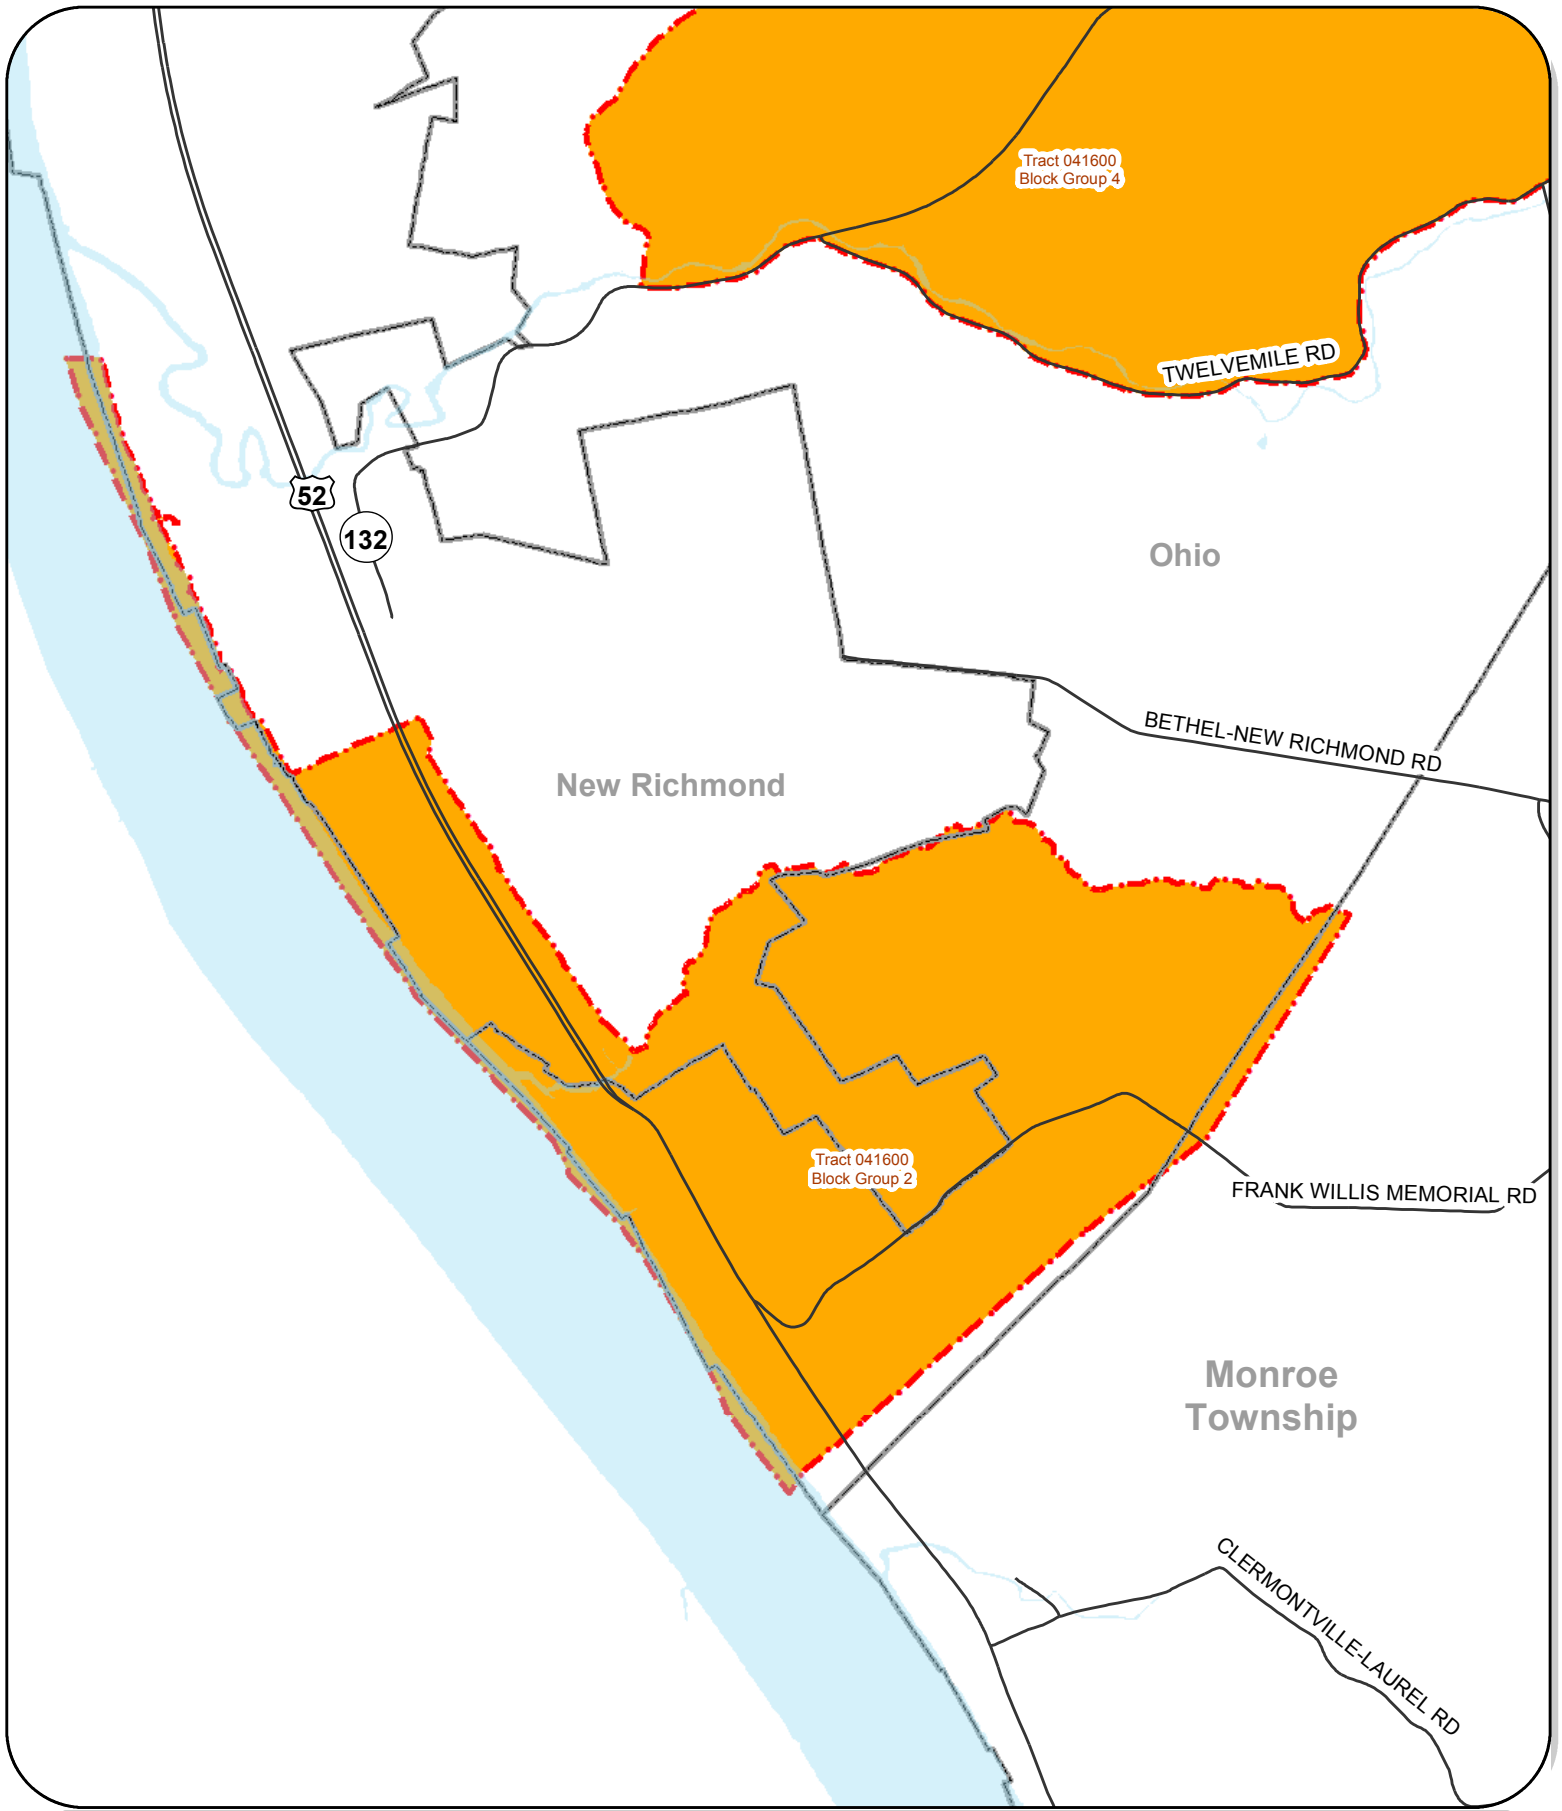 Tract 041600
Block Group 4
TWELVEMILE RD
52
132
Ohio
BETHEL-NEW RICHMOND RD
New Richmond
Tract 041600
Block Group 2
FRANK WILLIS MEMORIAL RD
Monroe
Township
CLERMONTVILLE-LAUREL RD